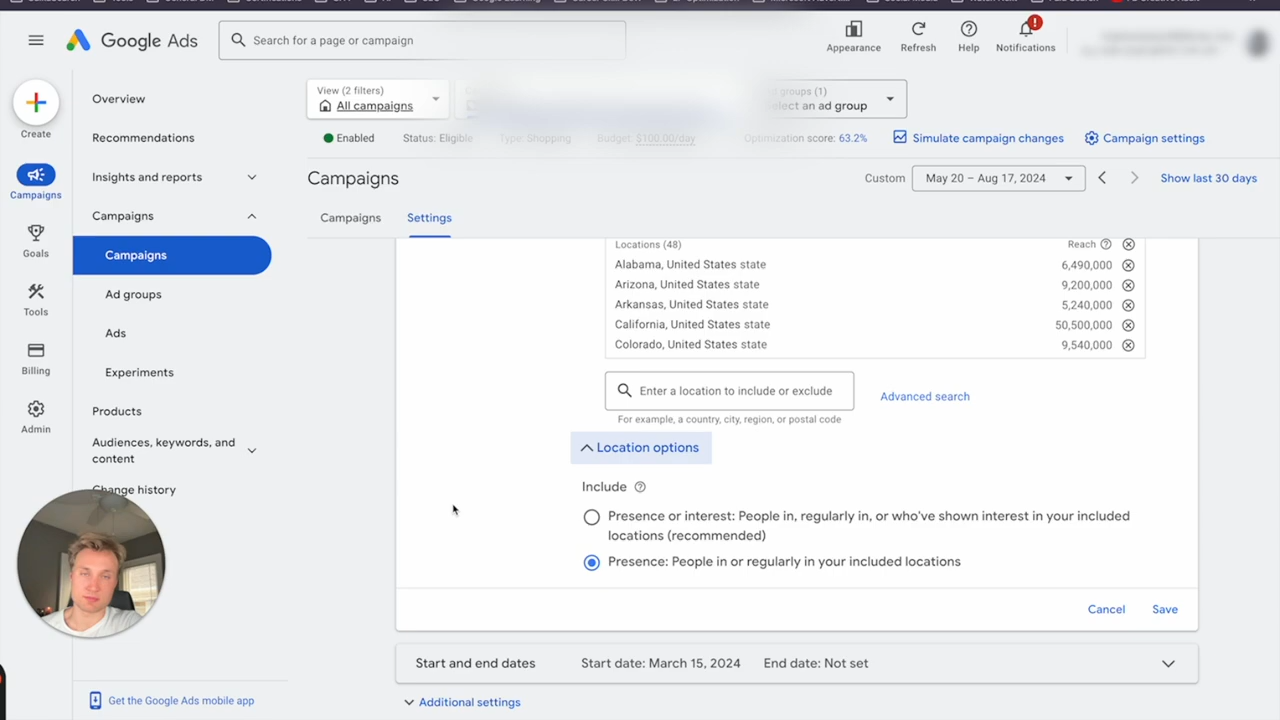 Google Ads
Search for a page or campaign
Appearance
Refresh
Help
Notifications
Create
Campaigns
Goals
Tools
Billing
Admin
Overview
Recommendations
Insights and reports
Campaigns
Campaigns
Ad groups
Ads
Experiments
Products
Audiences, keywords, and
content
Change history
Get the Google Ads mobile app
View (2 filters)
All campaigns
groups (1)
ect an ad group
Enabled
Status: Eligible
Type: Shopping
Budget: $100.00/day
Optimization score: 63.2%
Simulate campaign changes
Campaign settings
Campaigns
Custom
May 20 – Aug 17, 2024
Show last 30 days
Campaigns
Settings
Locations (48)
Reach
Alabama, United States state
6,490,000
Arizona, United States state
9,200,000
Arkansas, United States state
5,240,000
California, United States state
50,500,000
Colorado, United States state
9,540,000
Enter a location to include or exclude
Advanced search
For example, a country, city, region, or postal code
Location options
Include
Presence or interest: People in, regularly in, or who've shown interest in your included
locations (recommended)
Presence: People in or regularly in your included locations
Cancel
Save
Start and end dates
Start date: March 15, 2024
End date: Not set
Additional settings